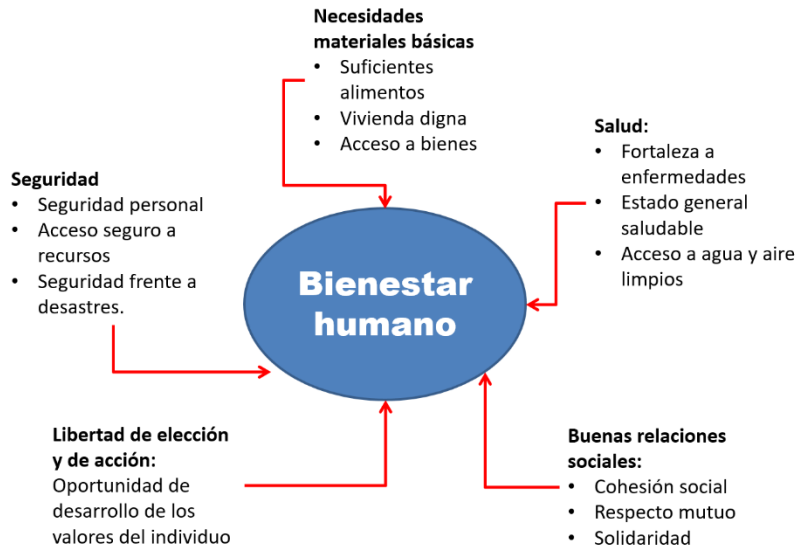 Necesidades
materiales básicas
• Suficientes
alimentos
• Vivienda digna
• Acceso a bienes
Salud:
• Fortaleza a
enfermedades
• Estado general
saludable
• Acceso a agua y aire
limpios
Seguridad
• Seguridad personal
• Acceso seguro a
recursos
• Seguridad frente a
desastres.
Bienestar
humano
Libertad de elección
y de acción:
Oportunidad de
desarrollo de los
valores del individuo
Buenas relaciones
sociales:
• Cohesión social
• Respecto mutuo
• Solidaridad